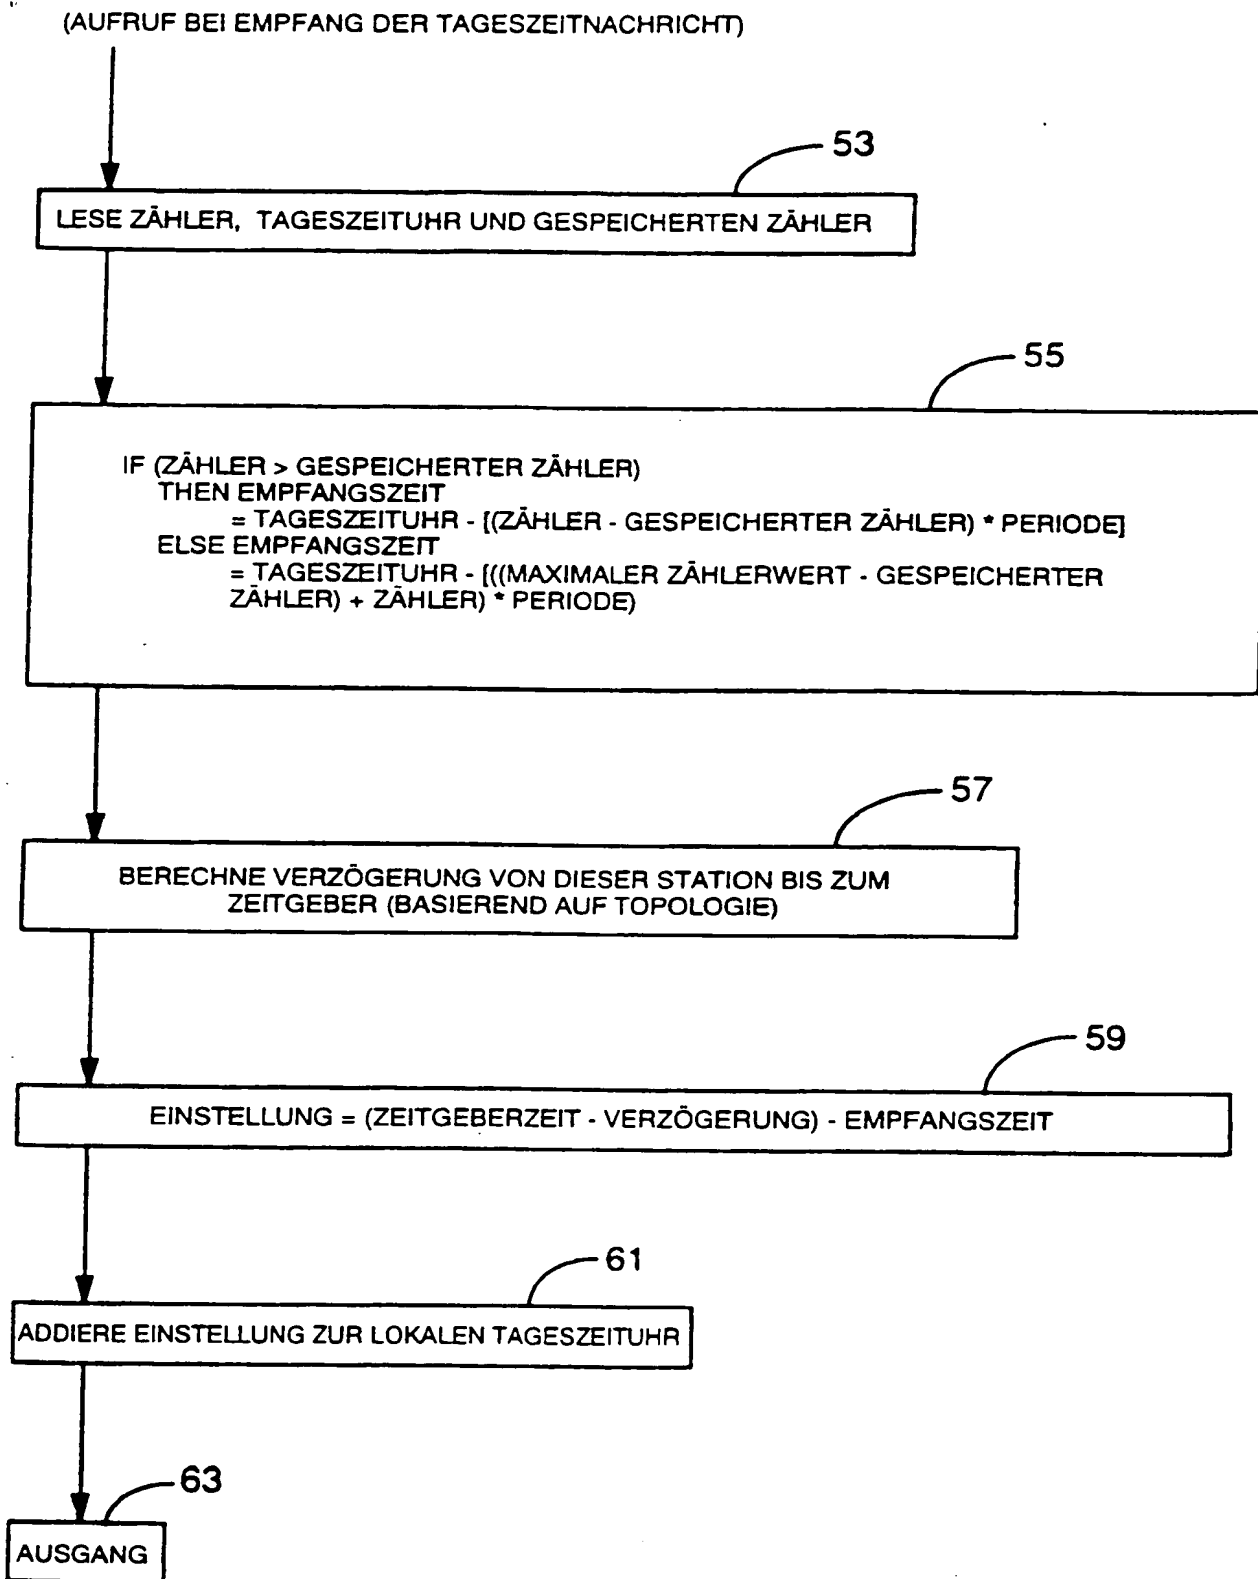 (AUFRUF BEI EMPFANG DER TAGESZEITNACHRICHT)
53
LESE ZÄHLER, TAGESZEITUHR UND GESPEICHERTEN ZÄHLER
55
IF (ZÄHLER > GESPEICHERTER ZÄHLER)
THEN EMPFANGSZEIT
= TAGESZEITUHR - [(ZÄHLER - GESPEICHERTER ZÄHLER) * PERIODE]
ELSE EMPFANGSZEIT
= TAGESZEITUHR - [((MAXIMALER ZÄHLERWERT - GESPEICHERTER
ZÄHLER) + ZÄHLER) * PERIODE)
57
BERECHNE VERZÖGERUNG VON DIESER STATION BIS ZUM
ZEITGEBER (BASIEREND AUF TOPOLOGIE)
59
EINSTELLUNG = (ZEITGEBERZEIT - VERZÖGERUNG) - EMPFANGSZEIT
61
ADDIERE EINSTELLUNG ZUR LOKALEN TAGESZEITUHR
63
AUSGANG